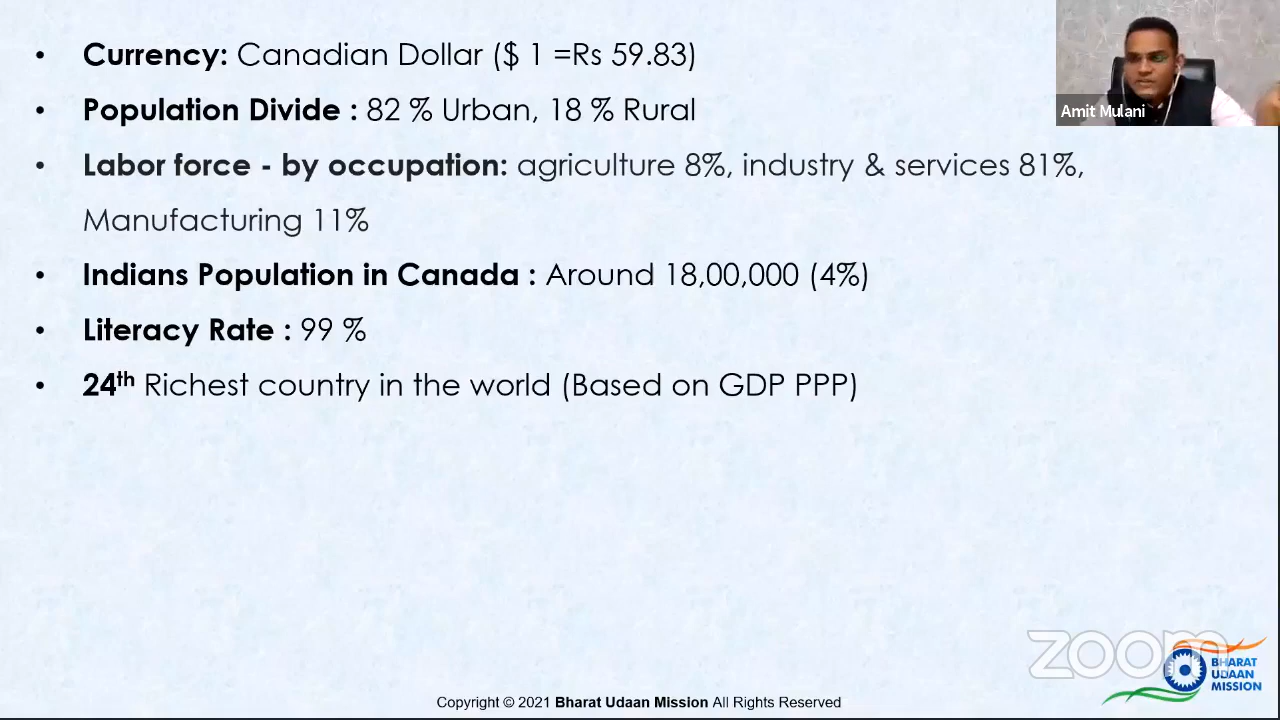 • Currency: Canadian Dollar ($ 1 =Rs 59.83)
• Population Divide : 82 % Urban, 18 % Rural
• Labor force - by occupation: agriculture 8%, industry & services 81%,
Manufacturing 11%
• Indians Population in Canada : Around 18,00,000 (4%)
• Literacy Rate : 99 %
• 24th Richest country in the world (Based on GDP PPP)
Amit Mulani
zoom
BHARAT
UDAAN
MISSION
Copyright © 2021 Bharat Udaan Mission All Rights Reserved